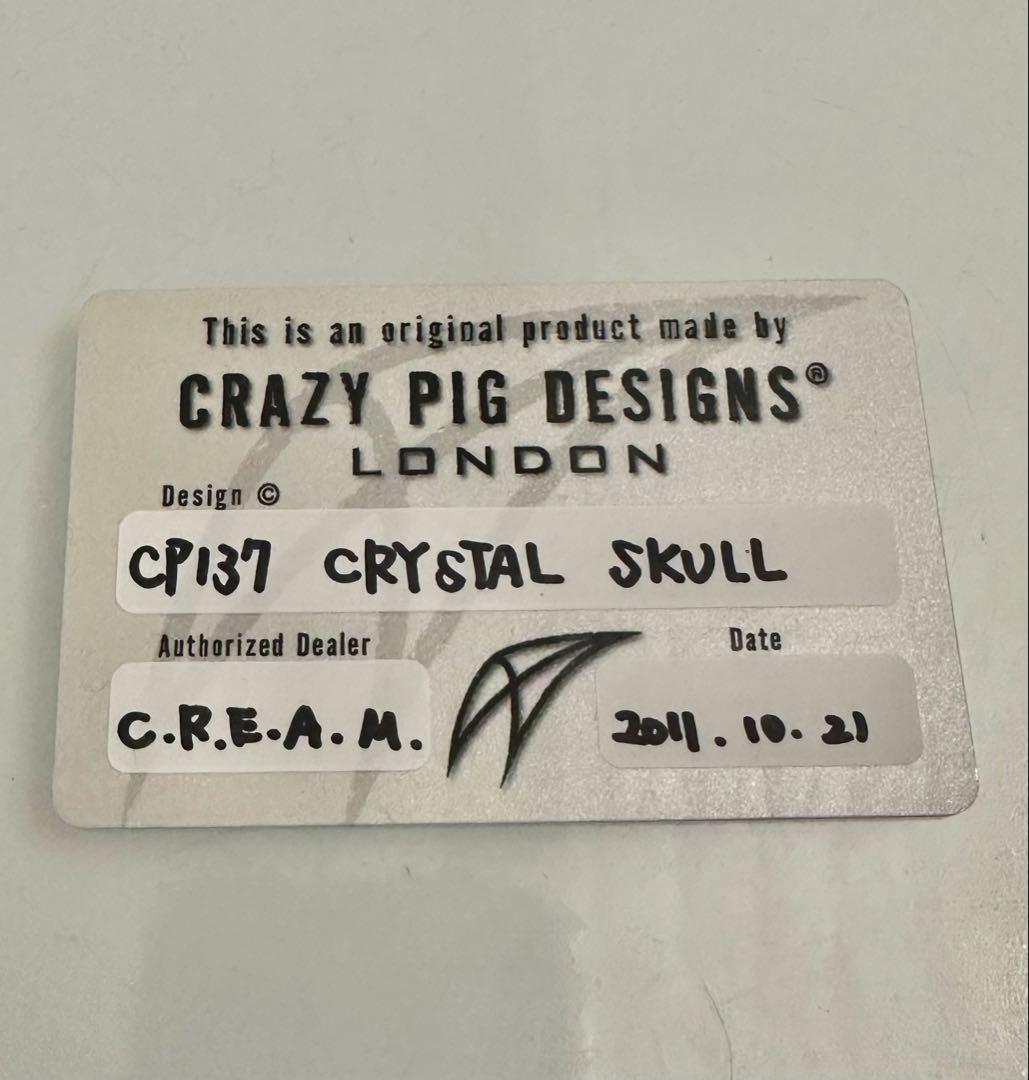 This is an original product made by
CRAZY PIG DESIGNS®
LONDON
Design ©
CP137 CRYSTAL SKULL
Authorized Dealer
Date
C.R.E.A.M.
2011.10.21